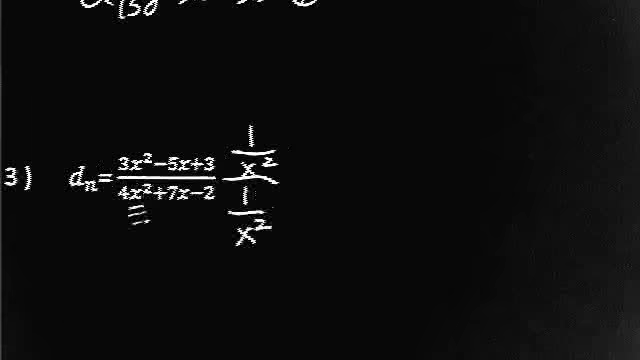 3) dₙ= (3x²−5x+3)/(4x²+7x−2) (1/x²)/(1/x²)